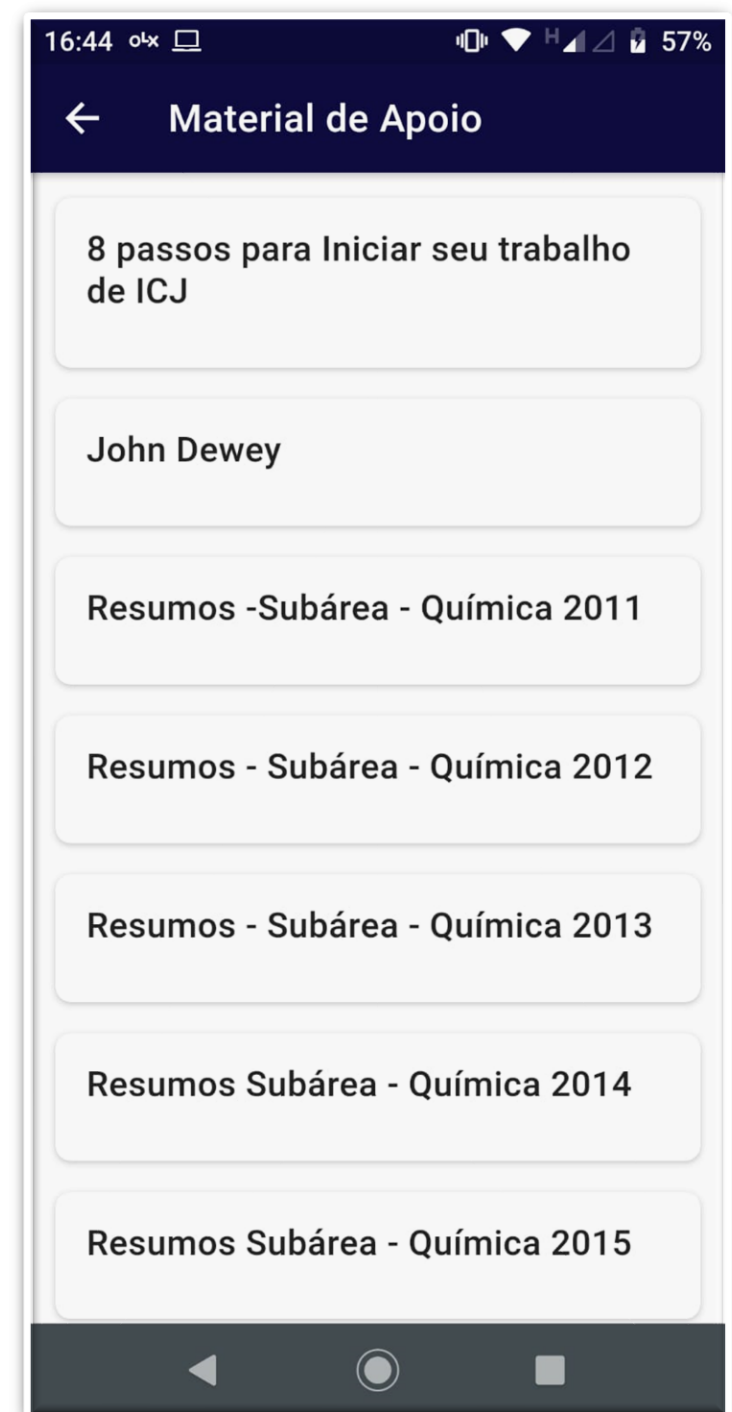 16:44 OLX H 57%
Material de Apoio
8 passos para Iniciar seu trabalho
de ICJ
John Dewey
Resumos -Subárea - Química 2011
Resumos - Subárea - Química 2012
Resumos - Subárea - Química 2013
Resumos Subárea - Química 2014
Resumos Subárea - Química 2015